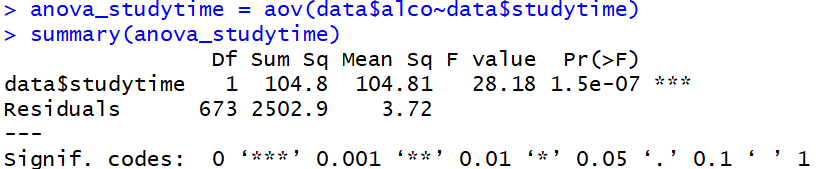 > anova_studytime = aov(data$alco~data$studytime)
> summary(anova_studytime)
                Df Sum Sq Mean Sq F value  Pr(>F)
data$studytime   1  104.8  104.81   28.18 1.5e-07 ***
Residuals      673 2502.9    3.72
---
Signif. codes:  0 ‘***’ 0.001 ‘**’ 0.01 ‘*’ 0.05 ‘.’ 0.1 ‘ ’ 1